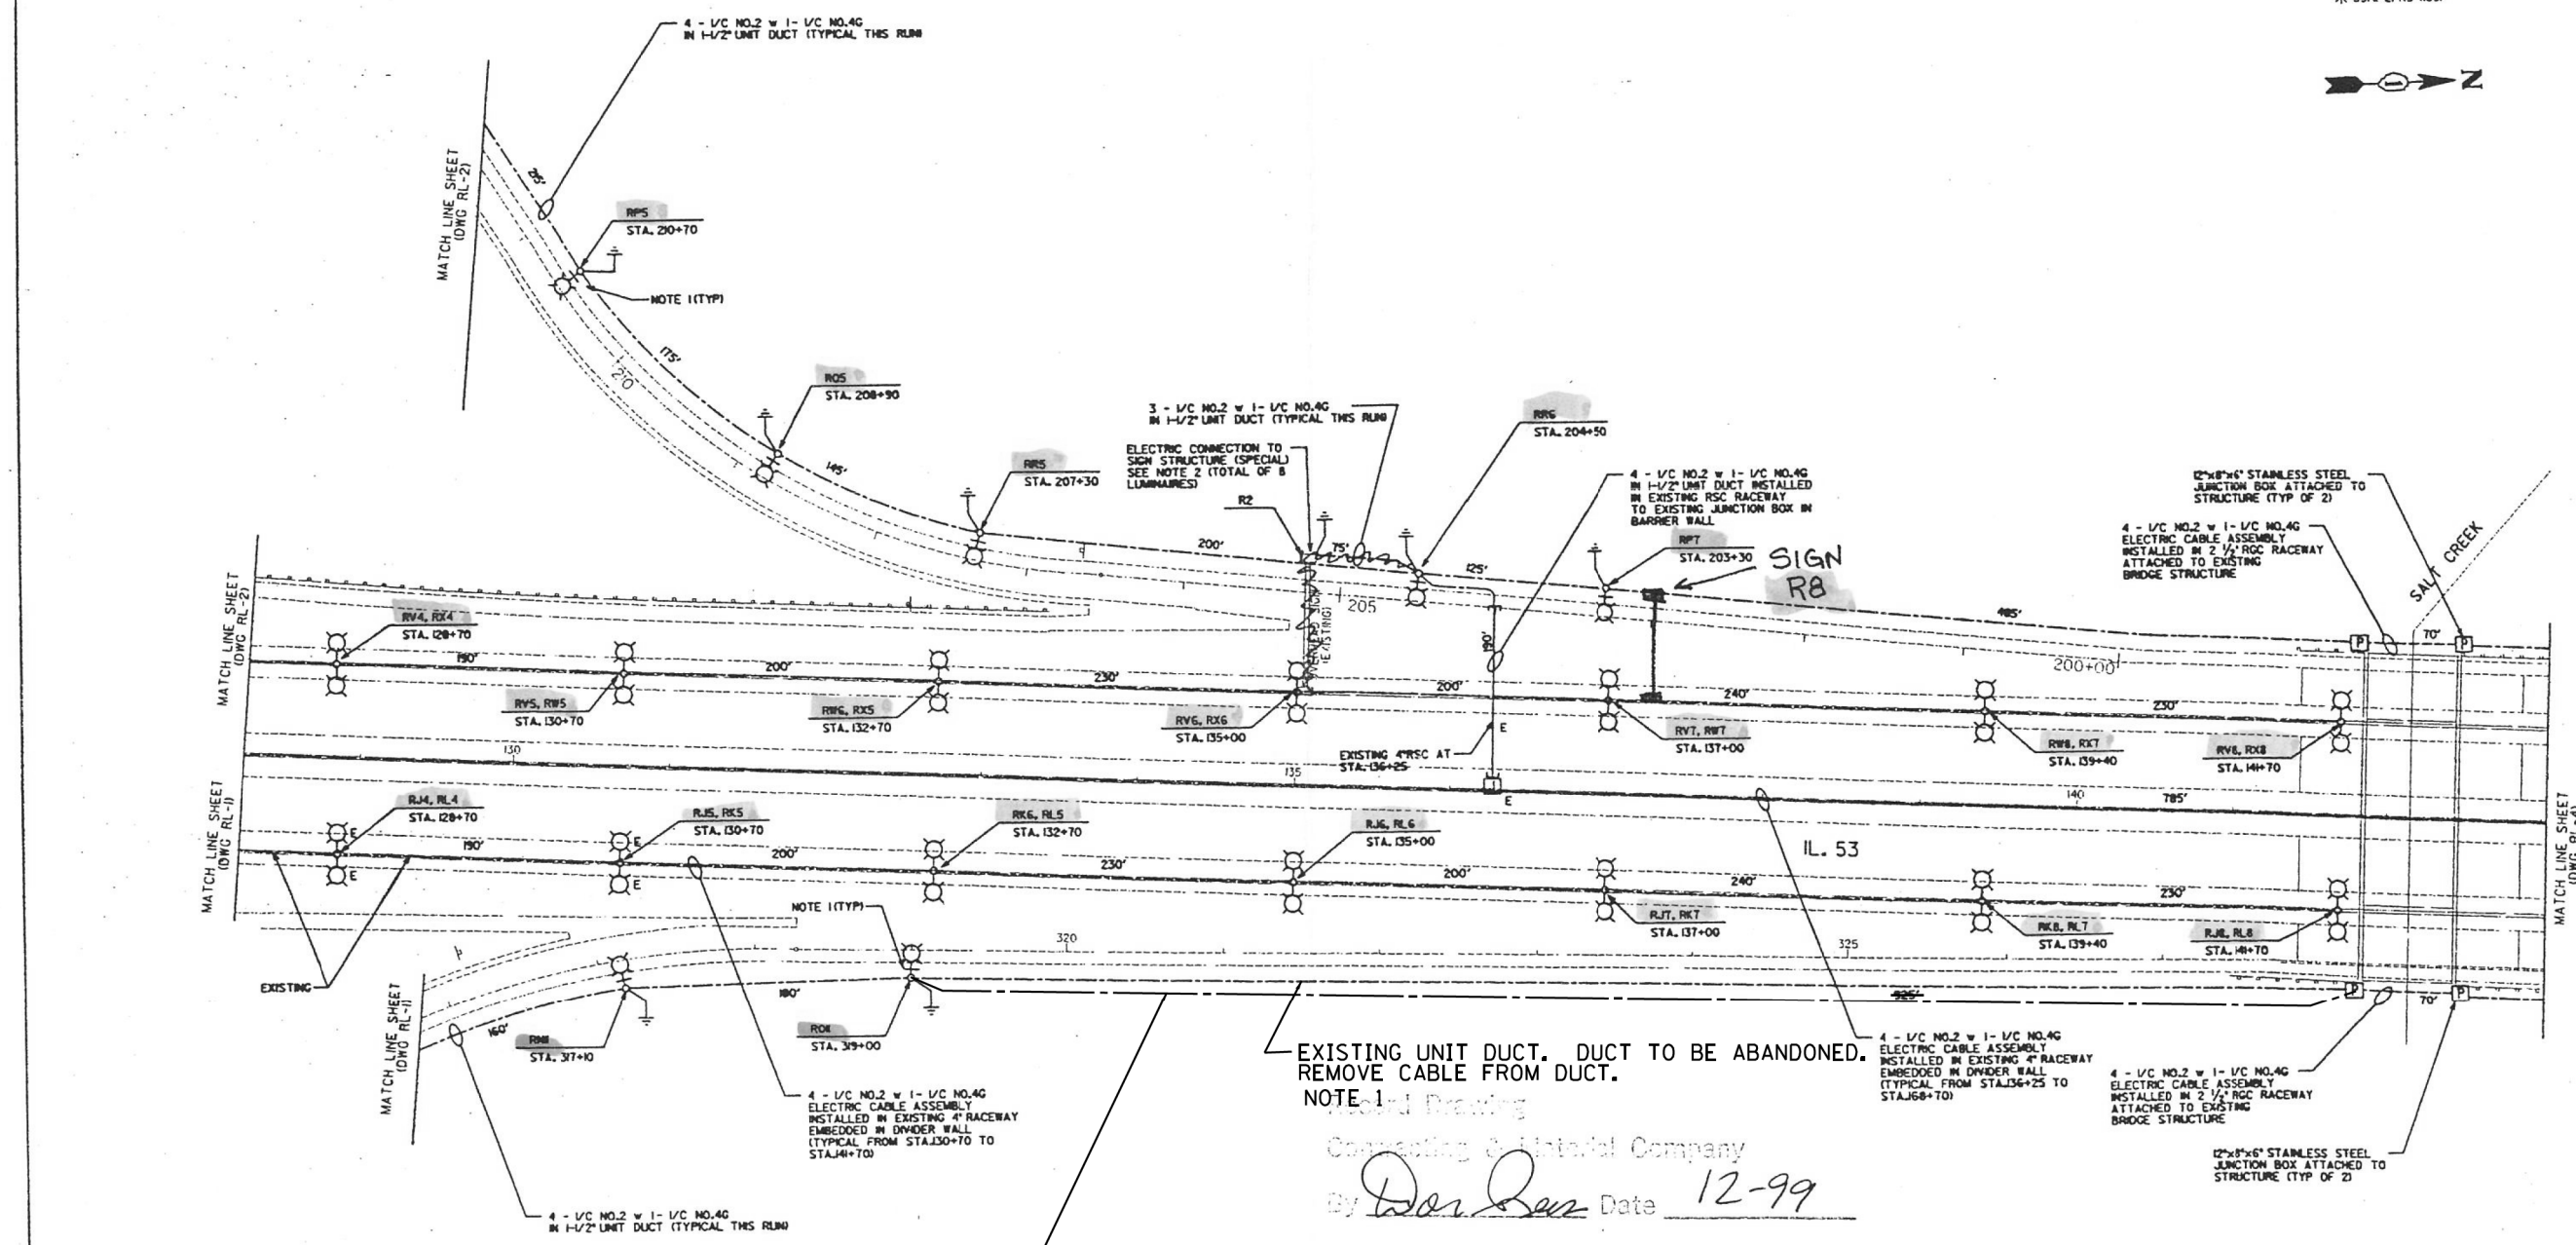 4 - 1/C NO.2 w 1- 1/C NO.4G
IN 1-1/2" UNIT DUCT (TYPICAL THIS RUN)
N
MATCH LINE SHEET
(DWG RL-2)
RP5
STA. 210+70
NOTE 1(TYP)
175'
RO5
STA. 208+90
145'
RR5
STA. 207+30
3 - 1/C NO.2 w 1- 1/C NO.4G
IN 1-1/2" UNIT DUCT (TYPICAL THIS RUN)
ELECTRIC CONNECTION TO
SIGN STRUCTURE (SPECIAL)
SEE NOTE 2 (TOTAL OF 8
LUMINAIRES)
R2
200'
75'
RR6
STA. 204+50
125'
4 - 1/C NO.2 w 1- 1/C NO.4G
IN 1-1/2" UNIT DUCT INSTALLED
IN EXISTING RSC RACEWAY
TO EXISTING JUNCTION BOX IN
BARRIER WALL
RP7
STA. 203+30
SIGN
R8
12"x8"x6" STAINLESS STEEL
JUNCTION BOX ATTACHED TO
STRUCTURE (TYP OF 2)
4 - 1/C NO.2 w 1- 1/C NO.4G
ELECTRIC CABLE ASSEMBLY
INSTALLED IN 2 1/2" RGC RACEWAY
ATTACHED TO EXISTING
BRIDGE STRUCTURE
SALT CREEK
485'
P
70'
P
200+00
205
OVERHEAD SIGN
(EXISTING)
190'
MATCH LINE SHEET
(DWG RL-2)
RV4, RX4
STA. 128+70
190'
RV5, RW5
STA. 130+70
200'
RW6, RX5
STA. 132+70
230'
RV6, RX6
STA. 135+00
200'
RV7, RW7
STA. 137+00
240'
RW8, RX7
STA. 139+40
230'
RV8, RX8
STA. 141+70
E
EXISTING 4"RSC AT
STA. 136+25
J
E
130
135
140
785'
MATCH LINE SHEET
(DWG RL-1)
RJ4, RL4
STA. 128+70
E
E
190'
RJ5, RK5
STA. 130+70
E
E
200'
RK6, RL5
STA. 132+70
230'
RJ6, RL6
STA. 135+00
200'
RJ7, RK7
STA. 137+00
IL. 53
240'
RK8, RL7
STA. 139+40
230'
RJ8, RL8
STA. 141+70
MATCH LINE SHEET
(DWG RL-4)
EXISTING
NOTE 1(TYP)
320
325
MATCH LINE SHEET
(DWG RL-1)
160'
STA. 317+10
180'
STA. 319+00
925'
P
70'
P
EXISTING UNIT DUCT. DUCT TO BE ABANDONED.
REMOVE CABLE FROM DUCT.
NOTE 1
4 - 1/C NO.2 w 1- 1/C NO.4G
ELECTRIC CABLE ASSEMBLY
INSTALLED IN EXISTING 4" RACEWAY
EMBEDDED IN DIVIDER WALL
(TYPICAL FROM STA.136+25 TO
STA.168+70)
4 - 1/C NO.2 w 1- 1/C NO.4G
ELECTRIC CABLE ASSEMBLY
INSTALLED IN 2 1/2" RGC RACEWAY
ATTACHED TO EXISTING
BRIDGE STRUCTURE
12"x8"x6" STAINLESS STEEL
JUNCTION BOX ATTACHED TO
STRUCTURE (TYP OF 2)
4 - 1/C NO.2 w 1- 1/C NO.4G
ELECTRIC CABLE ASSEMBLY
INSTALLED IN EXISTING 4" RACEWAY
EMBEDDED IN DIVIDER WALL
(TYPICAL FROM STA.130+70 TO
STA.141+70)
4 - 1/C NO.2 w 1- 1/C NO.4G
IN 1-1/2" UNIT DUCT (TYPICAL THIS RUN)
Record Drawing
Contracting & Material Company
By Date 12-99